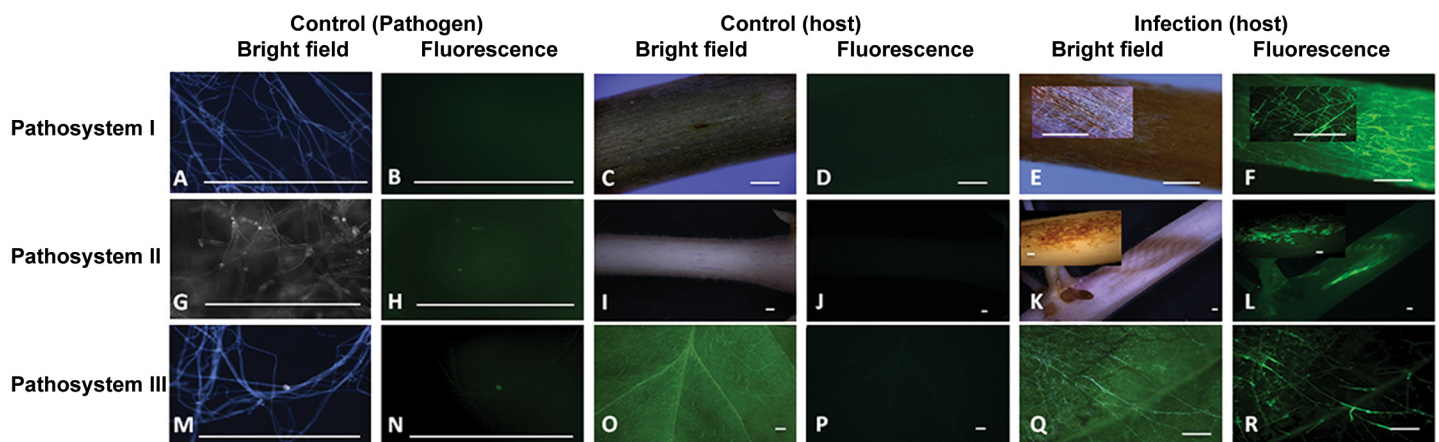 Control (Pathogen) Control (host) Infection (host)
Bright field Fluorescence Bright field Fluorescence Bright field Fluorescence
Pathosystem I
A B C D E F
Pathosystem II
G H I J K L
Pathosystem III
M N O P Q R